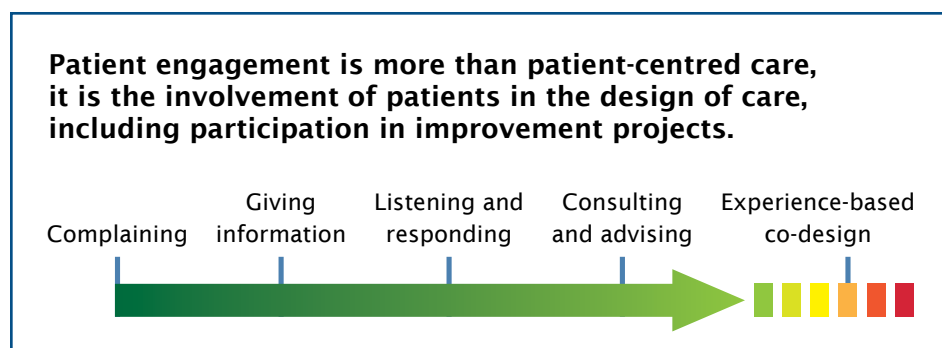 Patient engagement is more than patient-centred care,
it is the involvement of patients in the design of care,
including participation in improvement projects.
Complaining
Giving
information
Listening and
responding
Consulting
and advising
Experience-based
co-design